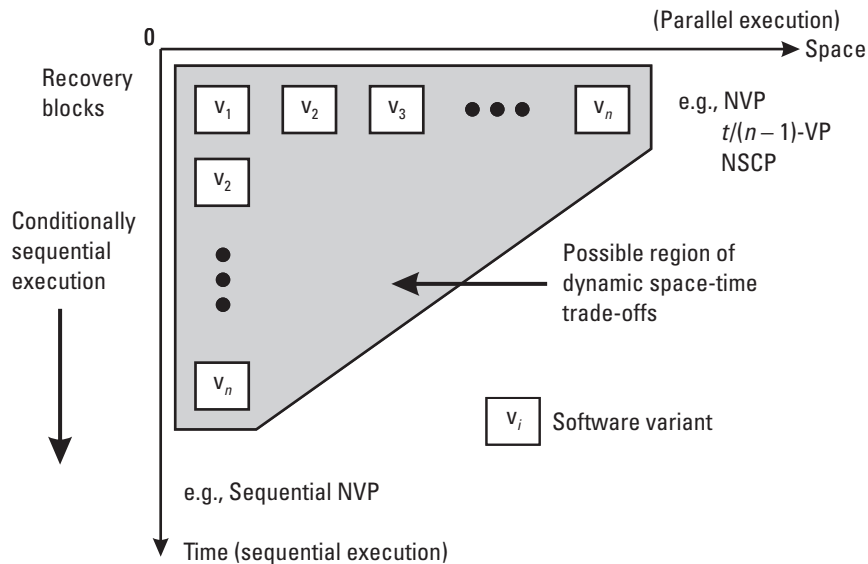 (Parallel execution)
0
Space
Recovery
blocks
v1
v2
v3
vn
e.g., NVP
t/(n – 1)-VP
NSCP
v2
Conditionally
sequential
execution
Possible region of
dynamic space-time
trade-offs
vn
vi
Software variant
e.g., Sequential NVP
Time (sequential execution)